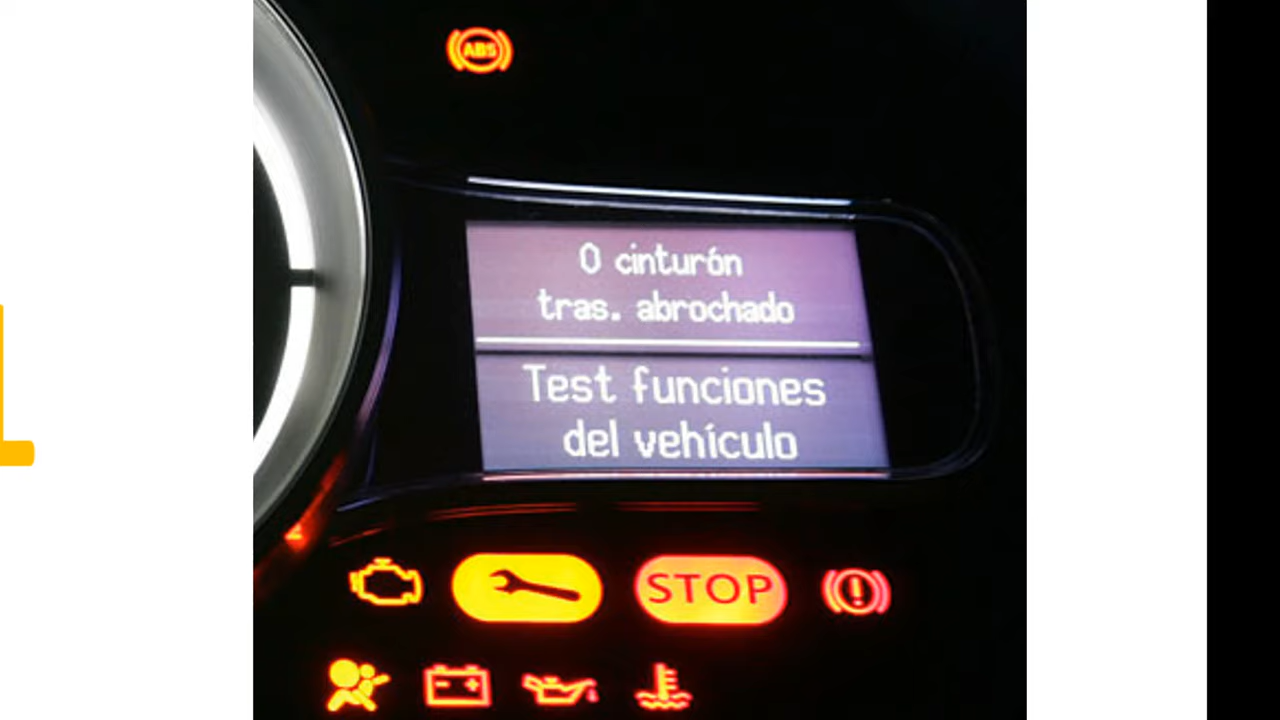 ABS
0 cinturón
tras. abrochado
Test funciones
del vehículo
STOP